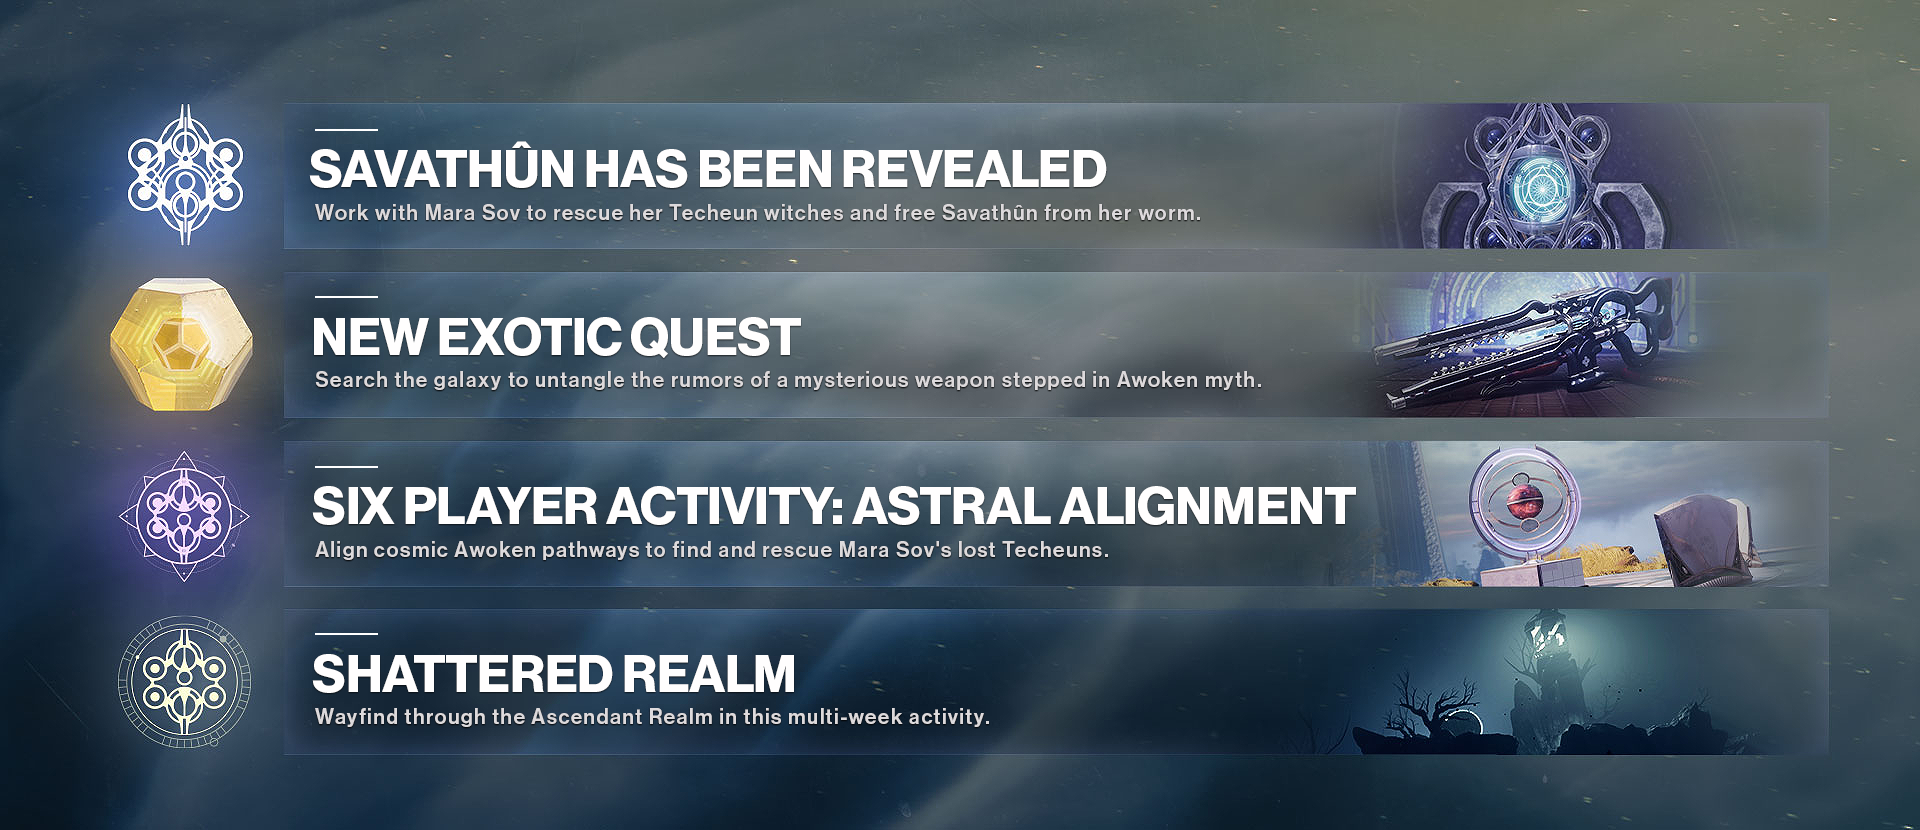 SAVATHÛN HAS BEEN REVEALED
Work with Mara Sov to rescue her Techeun witches and free Savathûn from her worm.
NEW EXOTIC QUEST
Search the galaxy to untangle the rumors of a mysterious weapon stepped in Awoken myth.
SIX PLAYER ACTIVITY: ASTRAL ALIGNMENT
Align cosmic Awoken pathways to find and rescue Mara Sov's lost Techeuns.
SHATTERED REALM
Wayfind through the Ascendant Realm in this multi-week activity.